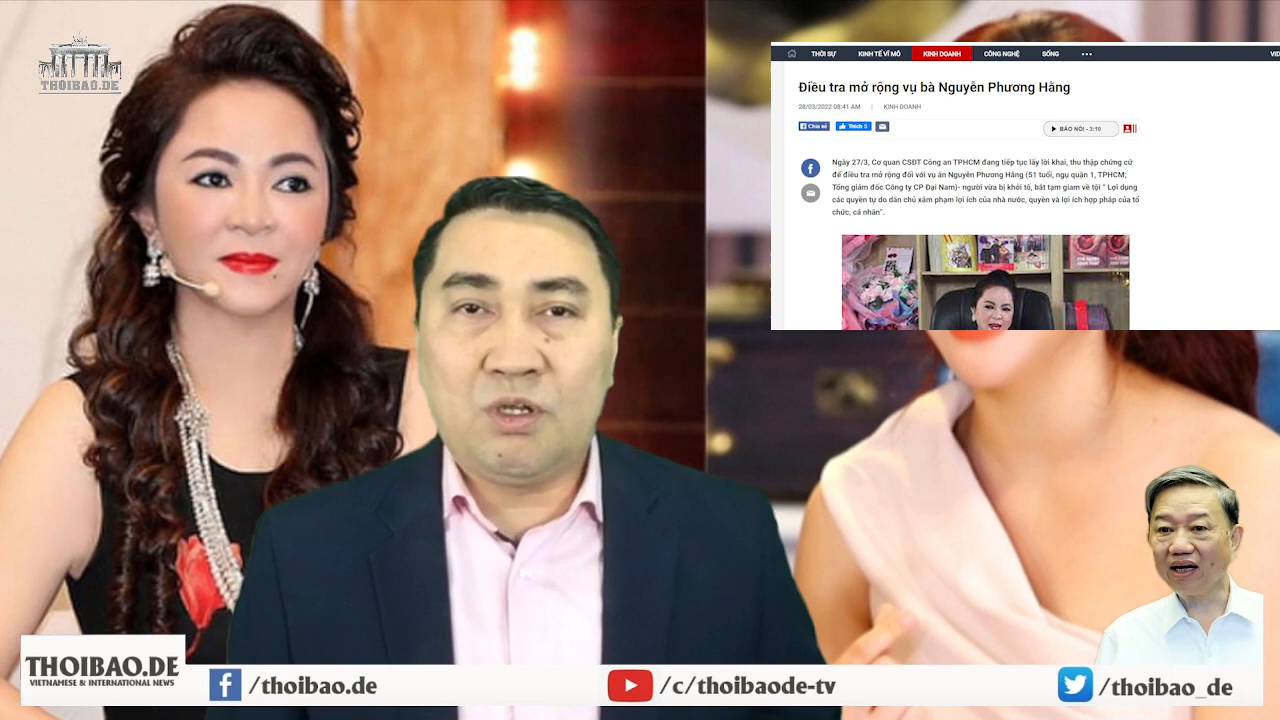 THOIBAO.DE
THỜI SỰ
KINH TẾ VĨ MÔ
KINH DOANH
CÔNG NGHỆ
SỐNG
VID
Điều tra mở rộng vụ bà Nguyễn Phương Hằng
28/03/2022 08:41 AM | KINH DOANH
Chia sẻ
Thích 5
BÁO NÓI - 3:10
Ngày 27/3, Cơ quan CSĐT Công an TPHCM đang tiếp tục lấy lời khai, thu thập chứng cứ
để điều tra mở rộng đối với vụ án Nguyễn Phương Hằng (51 tuổi, ngụ quận 1, TPHCM;
Tổng giám đốc Công ty CP Đại Nam)- người vừa bị khởi tố, bắt tạm giam về tội " Lợi dụng
các quyền tự do dân chủ xâm phạm lợi ích của nhà nước, quyền và lợi ích hợp pháp của tổ
chức, cá nhân".
THOIBAO.DE
VIETNAMESE & INTERNATIONAL NEWS
/thoibao.de
/c/thoibaode-tv
/thoibao_de